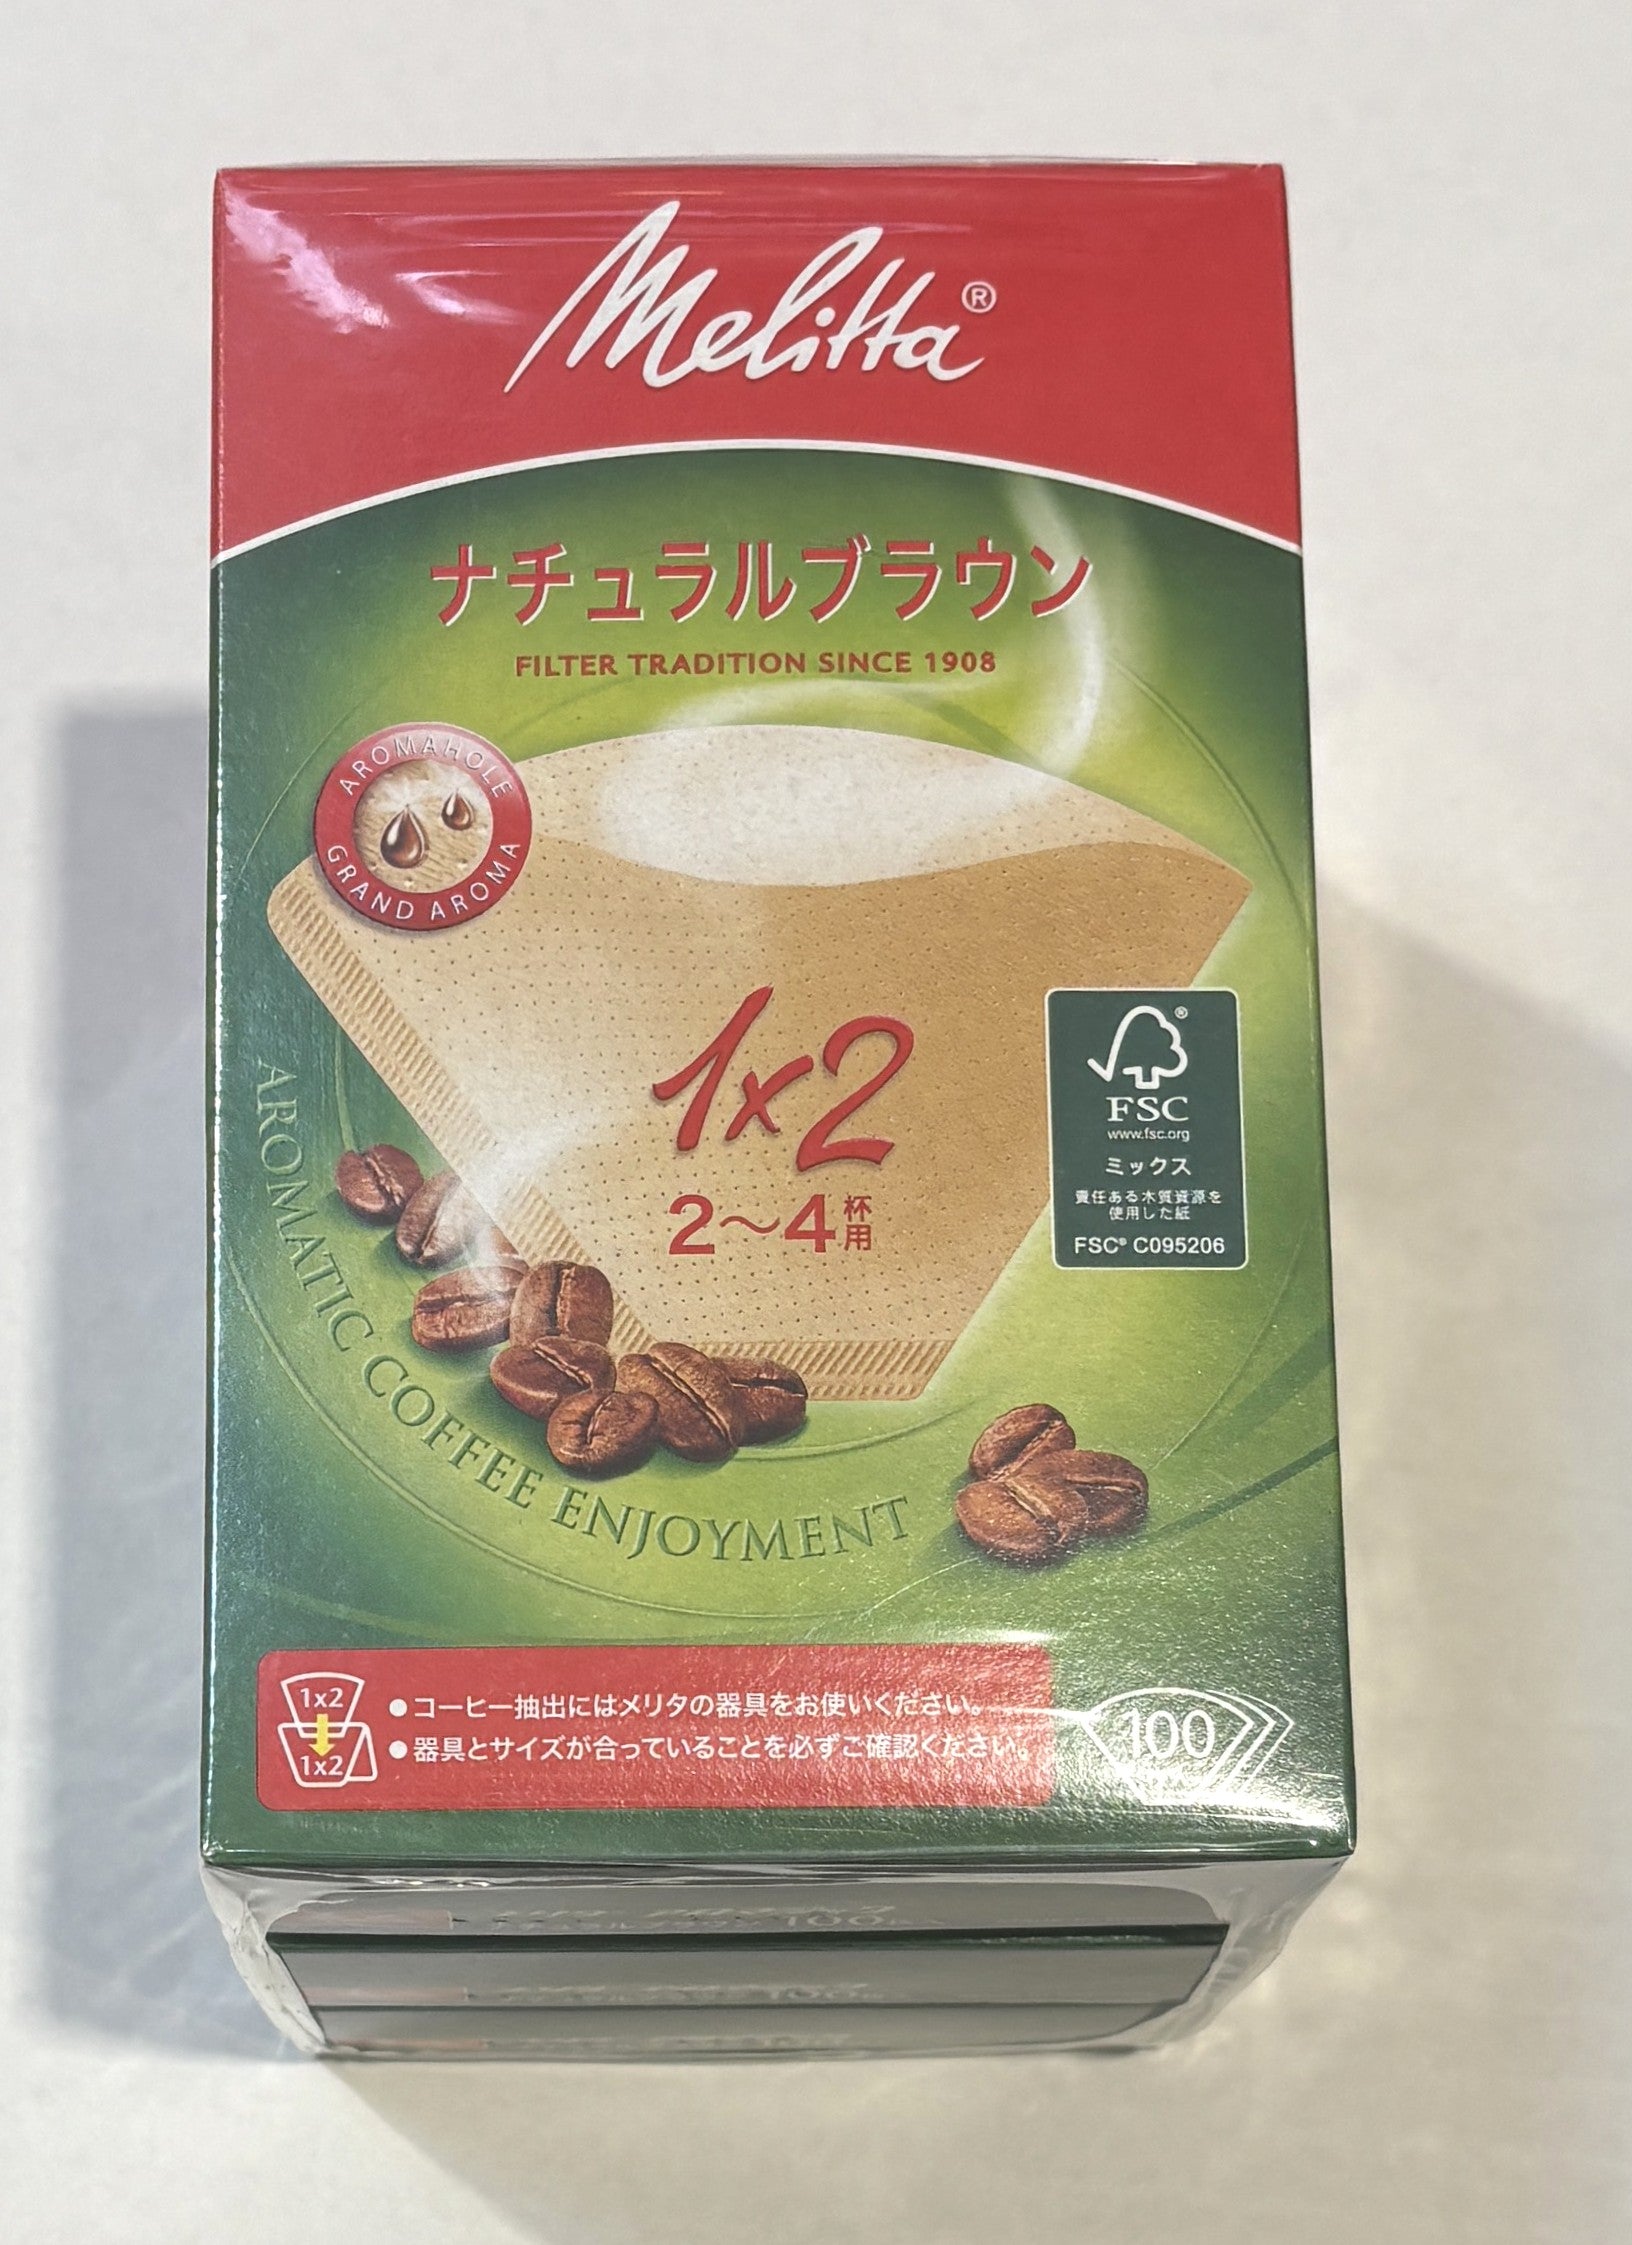 Melitta®
ナチュラルブラウン
FILTER TRADITION SINCE 1908
AROMAHOLE
GRAND AROMA
1x2
2〜4杯用
FSC®
www.fsc.org
ミックス
責任ある木質資源を
使用した紙
FSC® C095206
AROMATIC COFFEE ENJOYMENT
1x2
1x2
●コーヒー抽出にはメリタの器具をお使いください。
●器具とサイズが合っていることを必ずご確認ください。
100